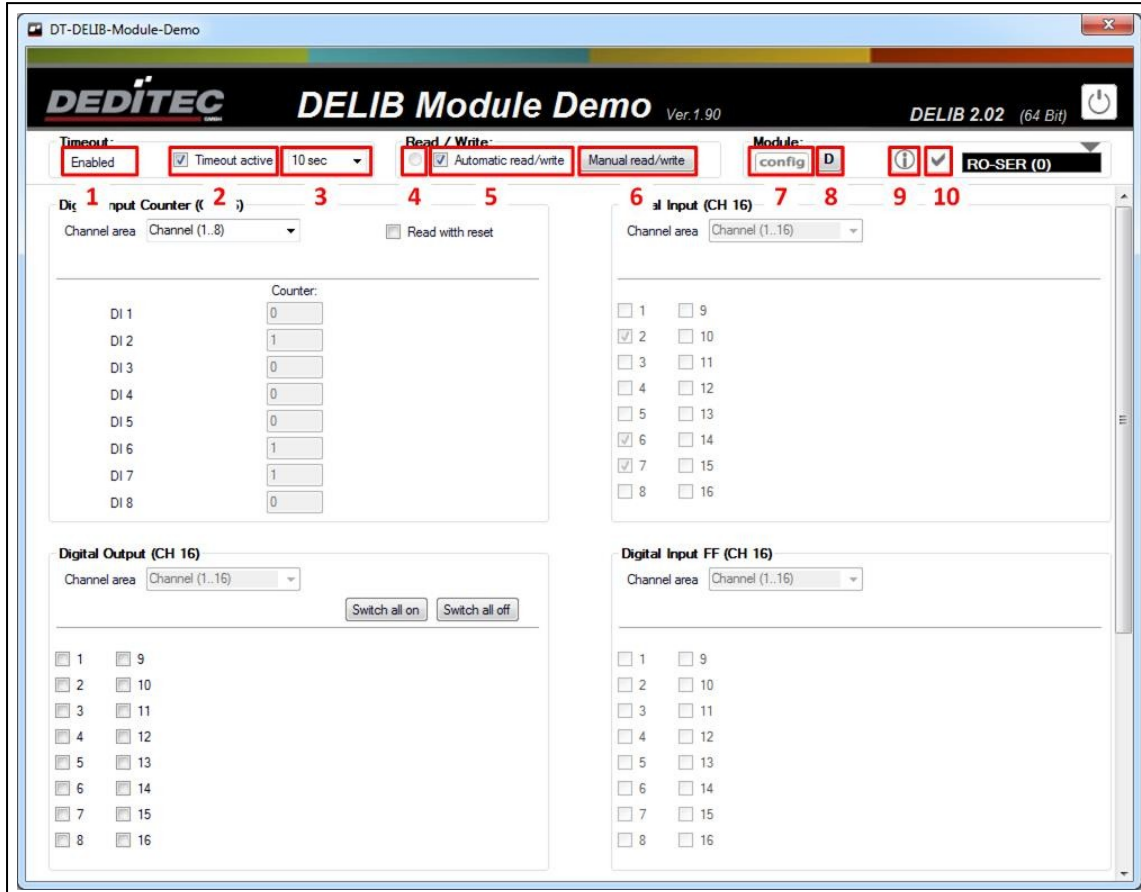 DT-DELIB-Module-Demo
DEDITEC GMBH DELIB Module Demo Ver.1.90 DELIB 2.02 (64 Bit)
Timeout: Read / Write: Module:
Enabled Timeout active 10 sec Automatic read/write Manual read/write config D RO-SER (0)
1 2 3 4 5 6 7 8 9 10
Channel area Channel (1..8) Read witth reset
Counter:
DI 1 0
DI 2 1
DI 3 0
DI 4 0
DI 5 0
DI 6 1
DI 7 1
DI 8 0
Input (CH 16)
Channel area Channel (1..16)
1 9
2 10
3 11
4 12
5 13
6 14
7 15
8 16
Digital Output (CH 16)
Channel area Channel (1..16)
Switch all on Switch all off
1 9
2 10
3 11
4 12
5 13
6 14
7 15
8 16
Digital Input FF (CH 16)
Channel area Channel (1..16)
1 9
2 10
3 11
4 12
5 13
6 14
7 15
8 16